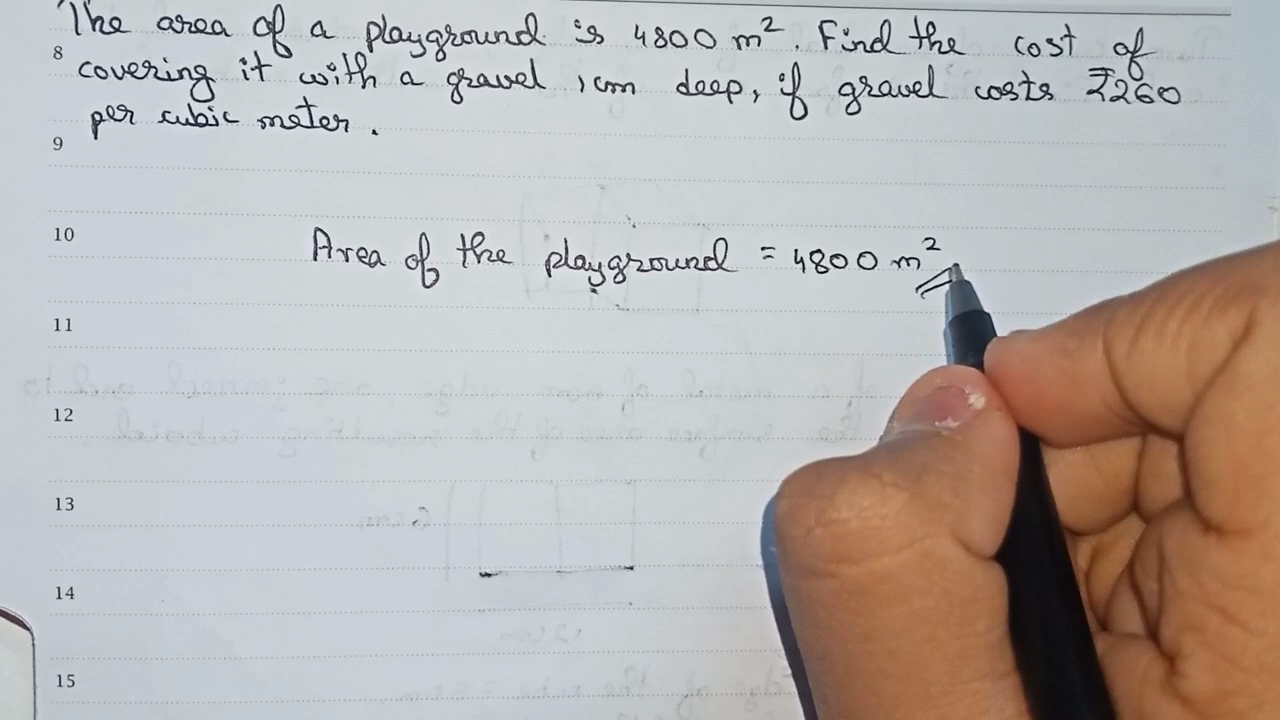 The area of a playground is 4800 m². Find the cost of
8
covering it with a gravel 1cm deep, if gravel costs ₹260
per cubic meter.
9
10
Area of the playground = 4800 m²
11
12
13
14
15